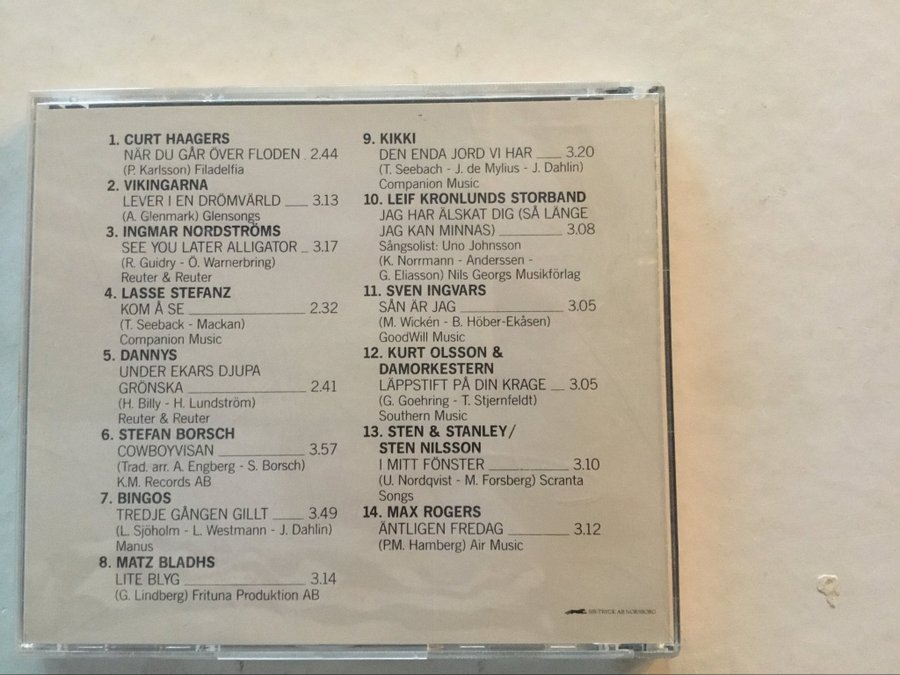 1. CURT HAAGERS
NÄR DU GÅR ÖVER FLODEN 2.44
(P. Karlsson) Filadelfia
2. VIKINGARNA
LEVER I EN DRÖMVÄRLD 3.13
(A. Glenmark) Glensongs
3. INGMAR NORDSTRÖMS
SEE YOU LATER ALLIGATOR 3.17
(R. Guidry - Ö. Warnerbring)
Reuter & Reuter
4. LASSE STEFANZ
KOM Å SE 2.32
(T. Seeback - Mackan)
Companion Music
5. DANNYS
UNDER EKARS DJUPA
GRÖNSKA 2.41
(H. Billy - H. Lundström)
Reuter & Reuter
6. STEFAN BORSCH
COWBOYVISAN 3.57
(Trad. arr. A. Engberg - S. Borsch)
K.M. Records AB
7. BINGOS
TREDJE GÅNGEN GILLT 3.49
(L. Sjöholm - L. Westmann - J. Dahlin)
Manus
8. MATZ BLADHS
LITE BLYG 3.14
(G. Lindberg) Frituna Produktion AB
9. KIKKI
DEN ENDA JORD VI HAR 3.20
(T. Seebach - J. de Mylius - J. Dahlin)
Companion Music
10. LEIF KRONLUNDS STORBAND
JAG HAR ÄLSKAT DIG (SÅ LÄNGE
JAG KAN MINNAS) 3.08
Sångsolist: Uno Johnsson
(K. Norrmann - Anderssen -
G. Eliasson) Nils Georgs Musikförlag
11. SVEN INGVARS
SÅN ÄR JAG 3.05
(M. Wickén - B. Höber-Ekåsen)
GoodWill Music
12. KURT OLSSON &
DAMORKESTERN
LÄPPSTIFT PÅ DIN KRAGE 3.05
(G. Goehring - T. Stjernfeldt)
Southern Music
13. STEN & STANLEY/
STEN NILSSON
I MITT FÖNSTER 3.10
(U. Nordqvist - M. Forsberg) Scranta
Songs
14. MAX ROGERS
ÄNTLIGEN FREDAG 3.12
(P.M. Hamberg) Air Music
TRYCK AB NORSBORG